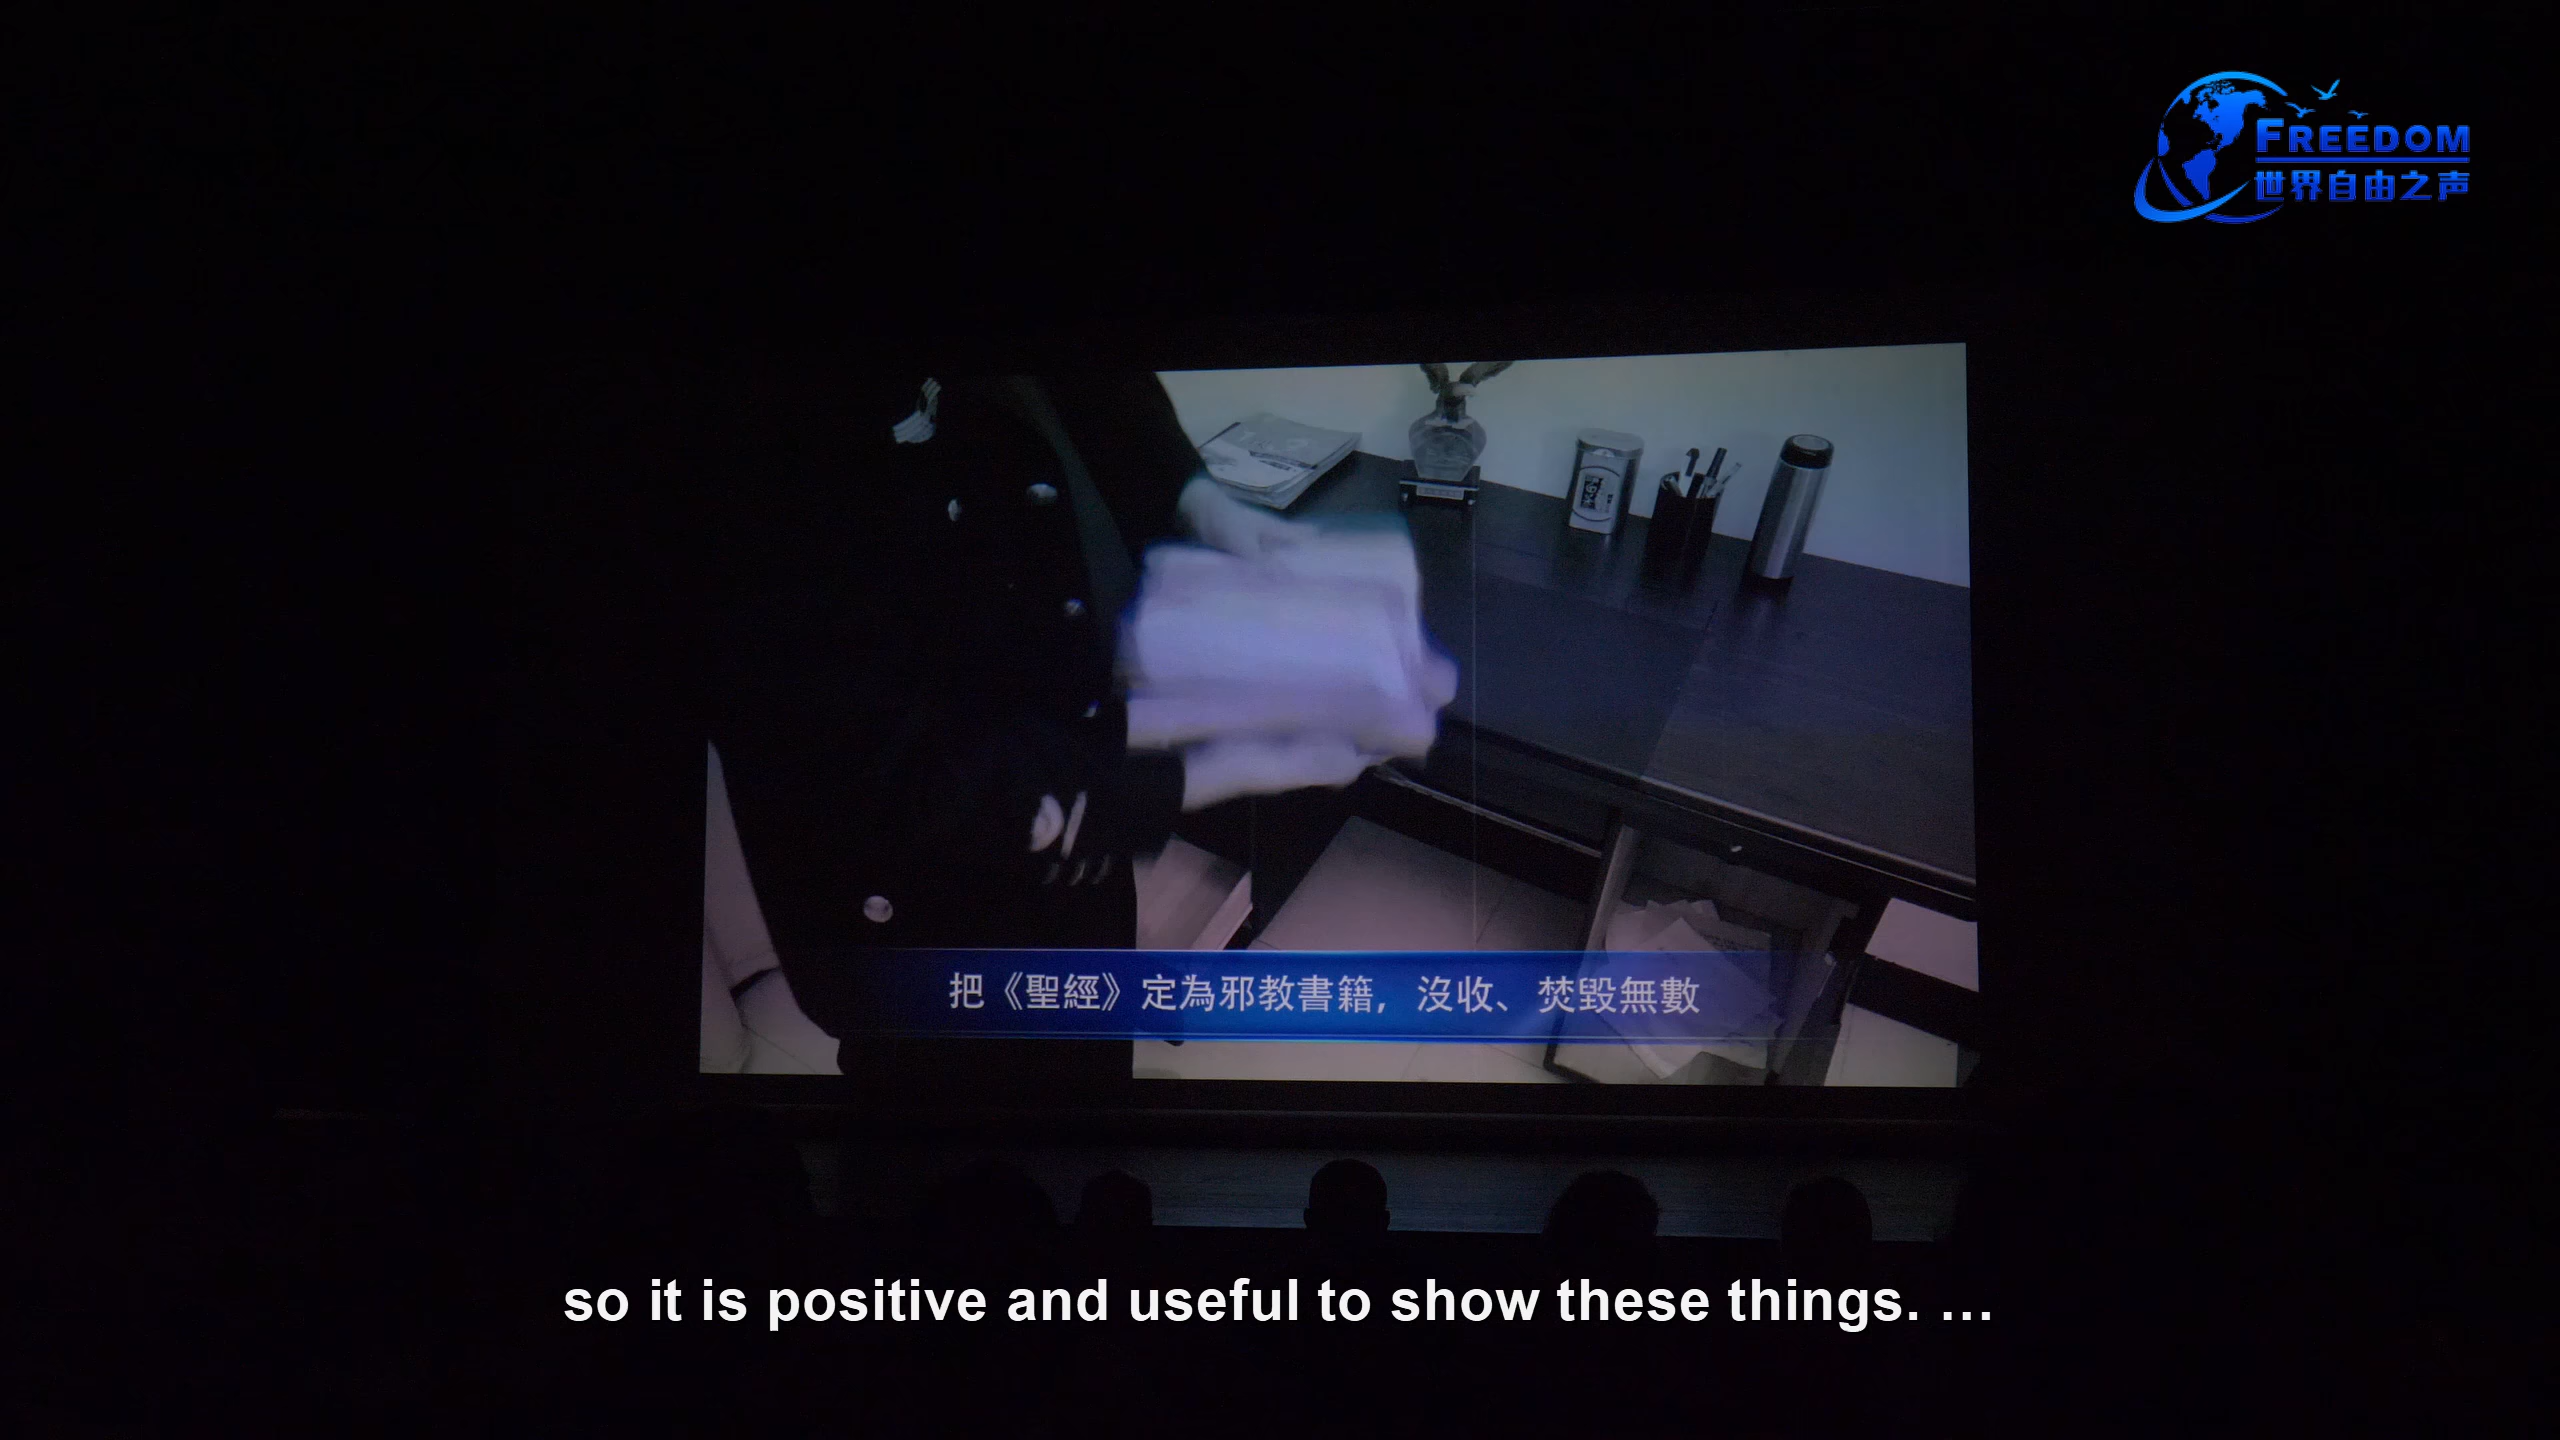 FREEDOM
世界自由之声
把《聖經》定為邪教書籍，沒收、焚毀無數
so it is positive and useful to show these things. ...